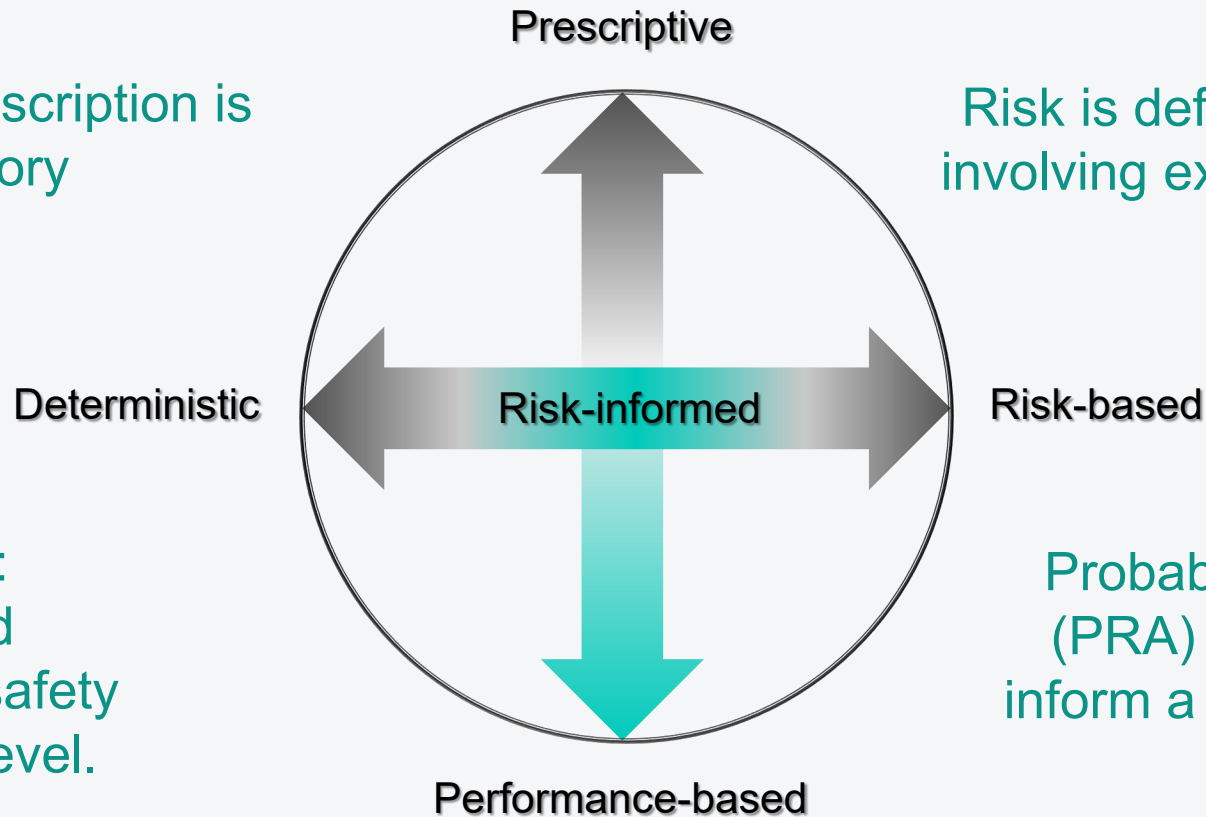 Prescriptive
scription is
ory
Risk is def
involving ex
Deterministic
Risk-informed
Risk-based
d
safety
evel.
Probab
(PRA)
inform a
Performance-based